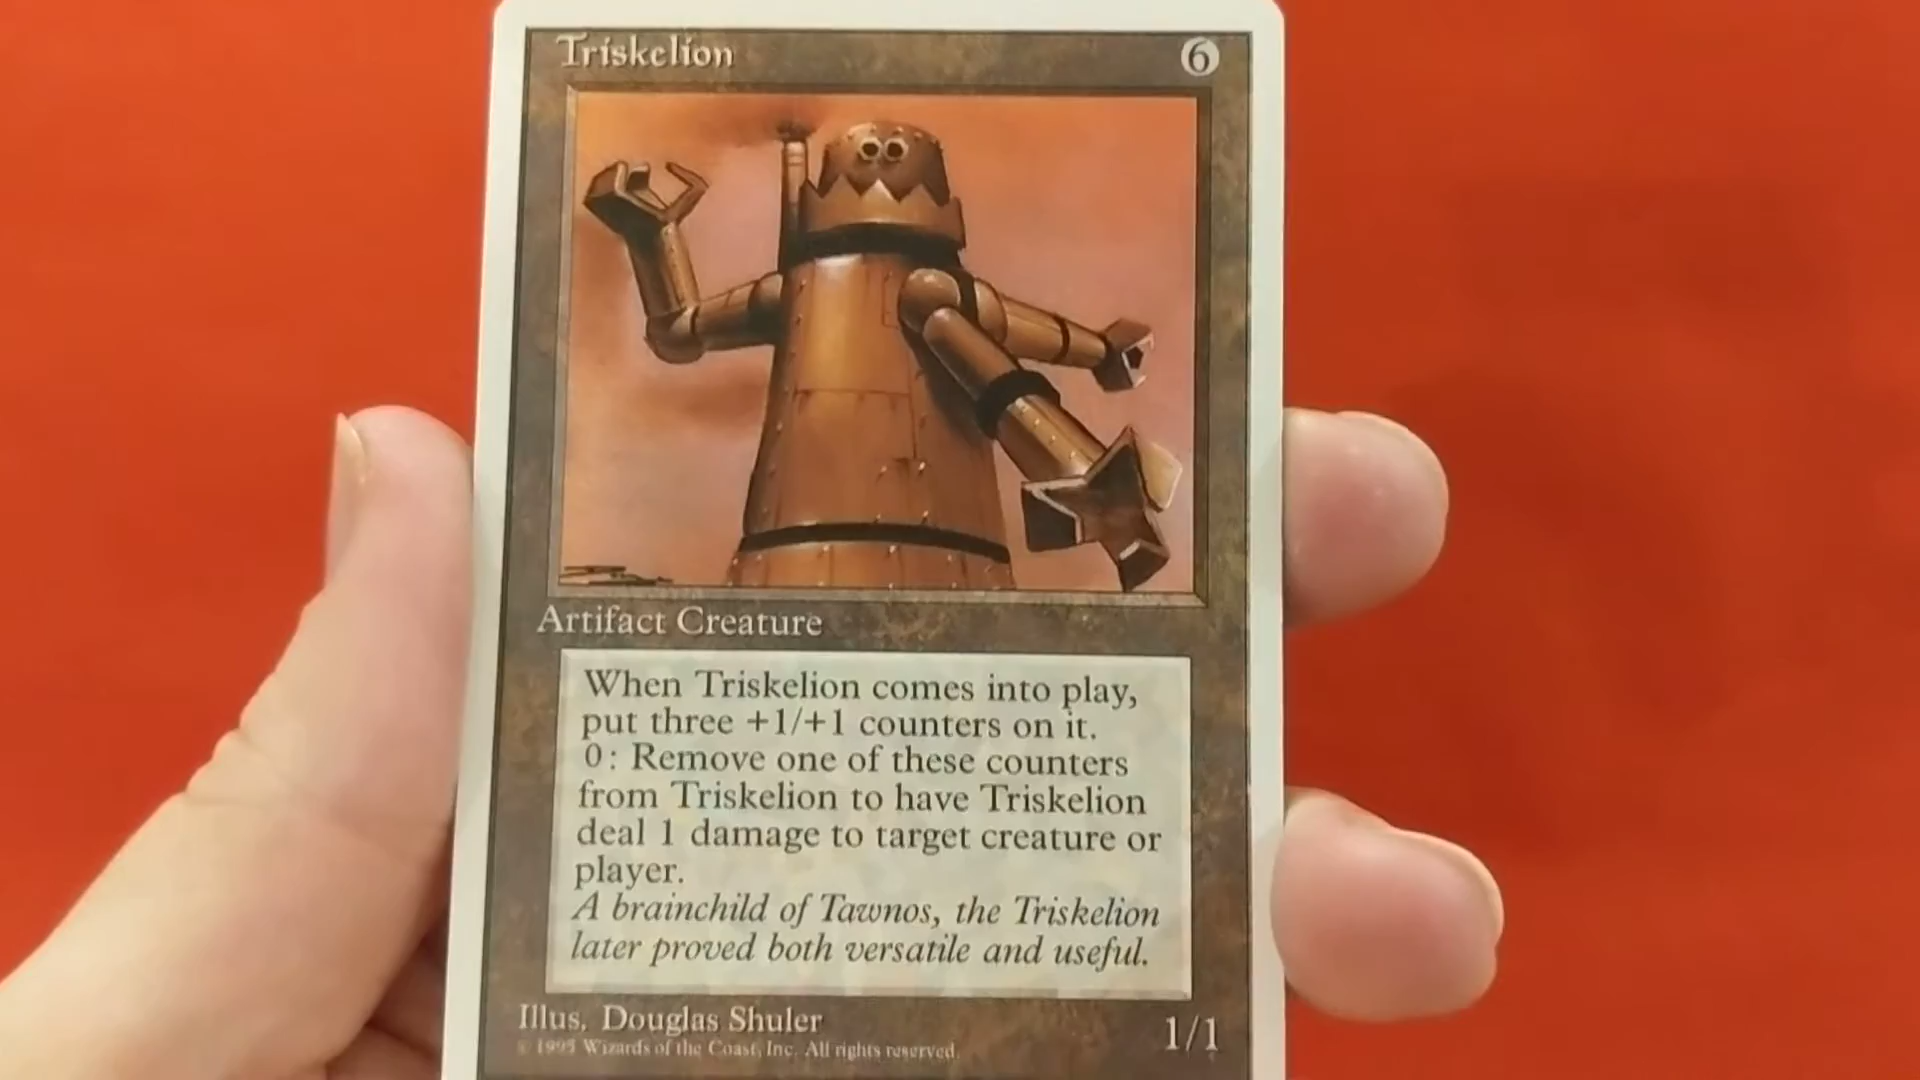 Triskelion 6
Artifact Creature
When Triskelion comes into play,
put three +1/+1 counters on it.
0: Remove one of these counters
from Triskelion to have Triskelion
deal 1 damage to target creature or
player.
A brainchild of Tawnos, the Triskelion
later proved both versatile and useful.
Illus. Douglas Shuler
1/1
© 1995 Wizards of the Coast, Inc. All rights reserved.